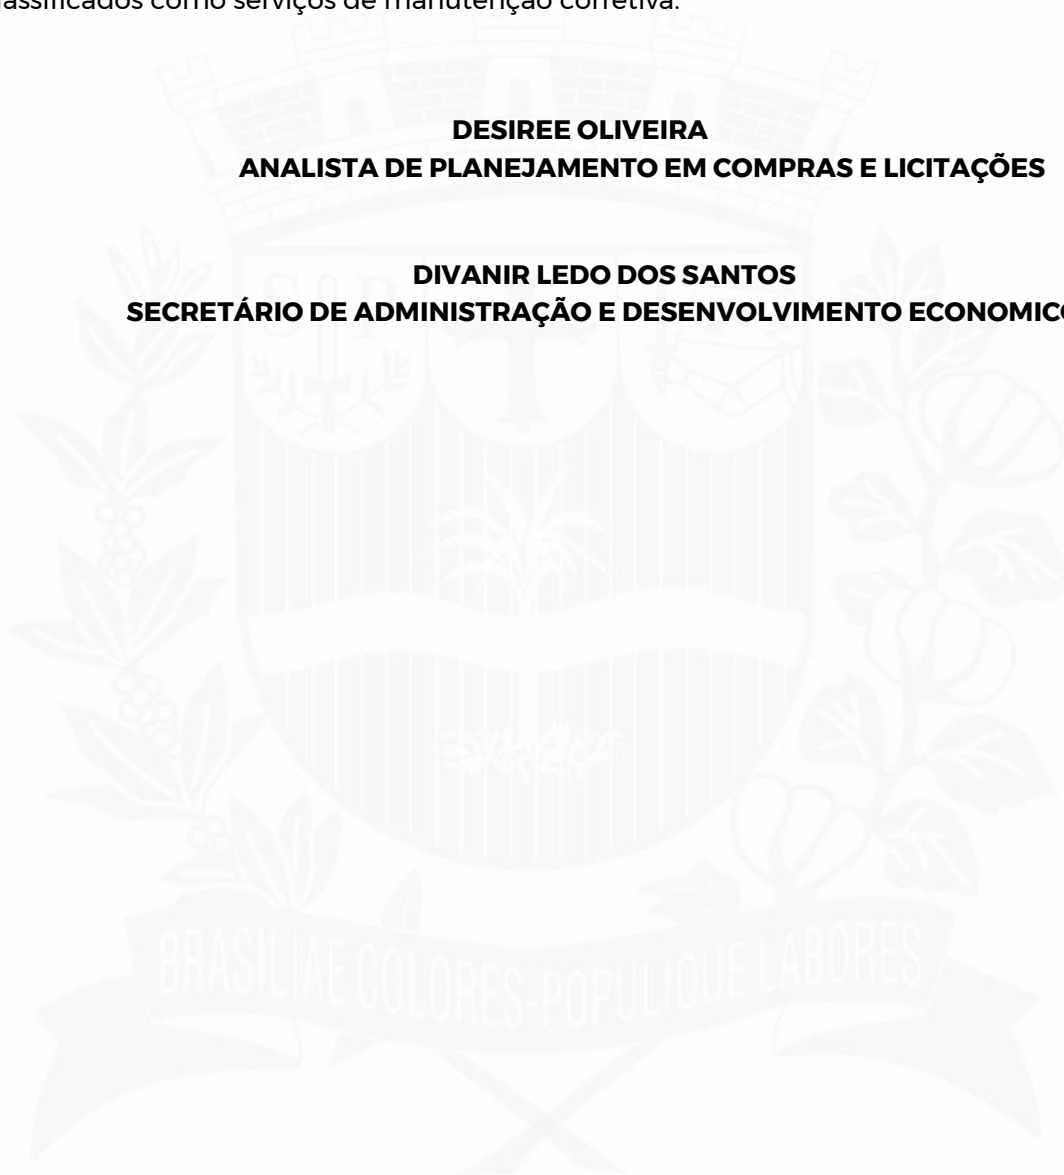 lassificados como serviços de manutenção corretiva.
DESIREE OLIVEIRA
ANALISTA DE PLANEJAMENTO EM COMPRAS E LICITAÇÕES
DIVANIR LEDO DOS SANTOS
SECRETÁRIO DE ADMINISTRAÇÃO E DESENVOLVIMENTO ECONOMICO
S P
BRASILIAE COLORES-POPULIQUE LABORES